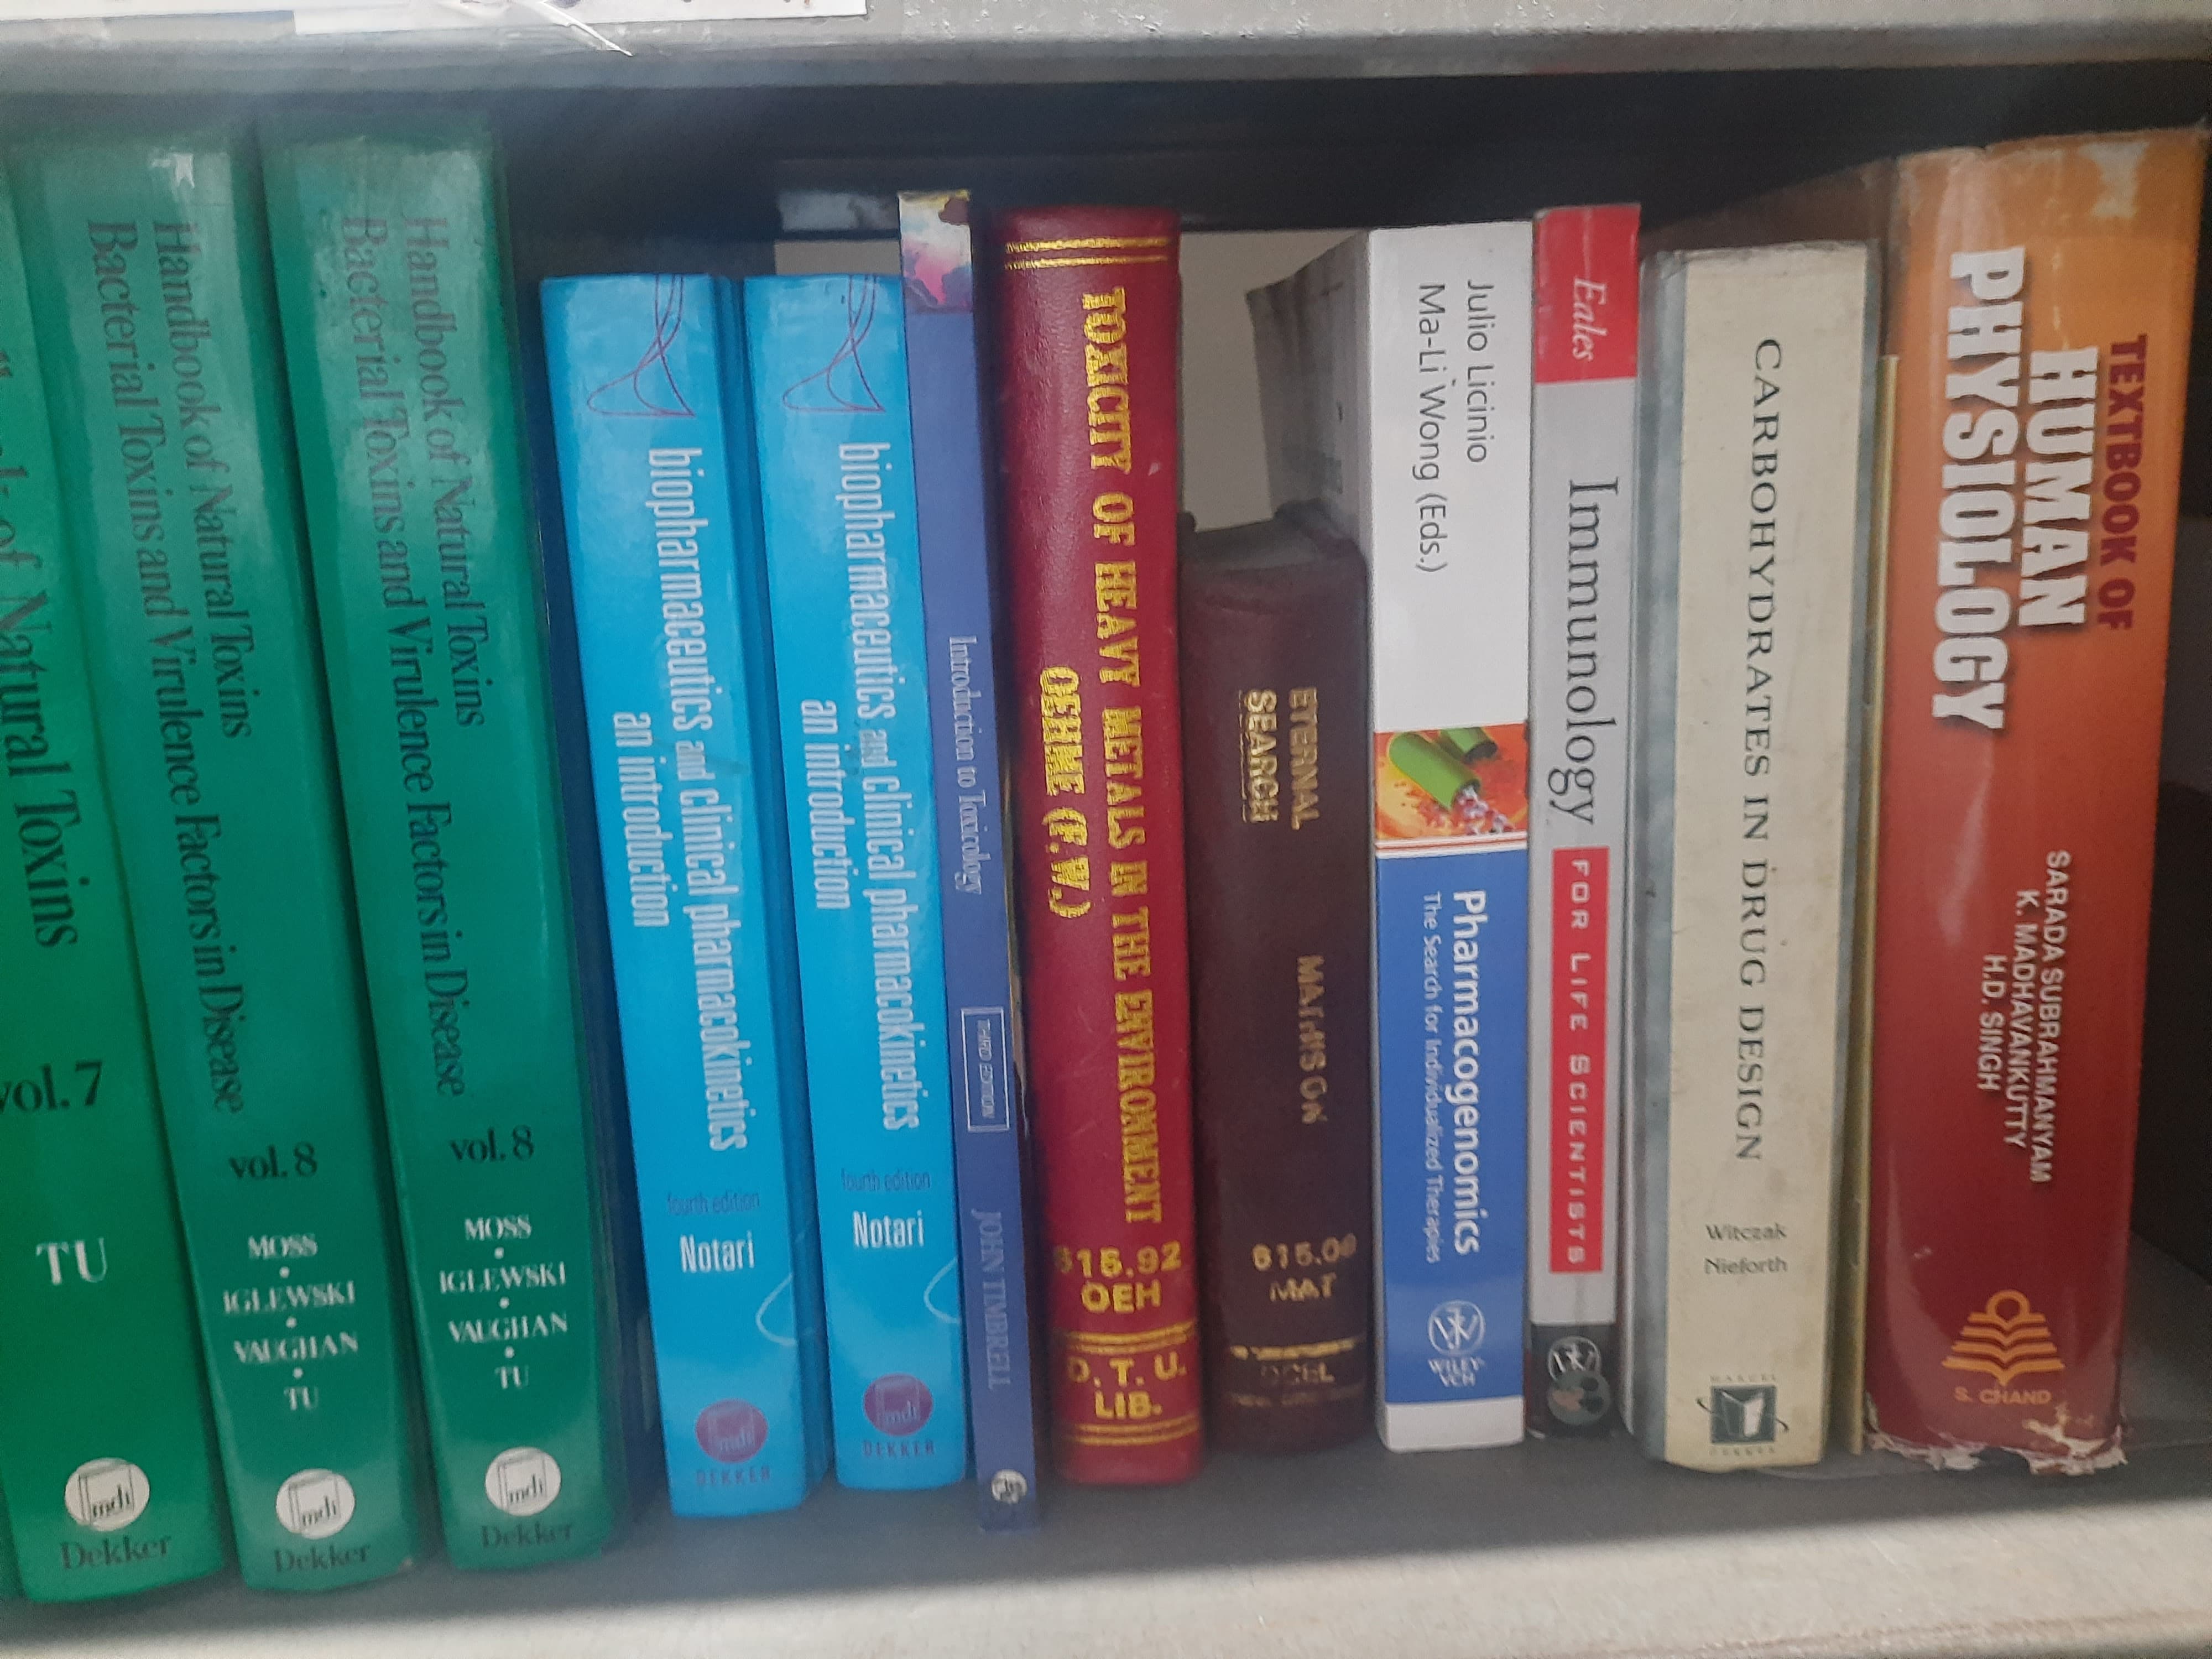 Natural Toxins
vol. 7
TU
mdi
Dekker
Handbook of Natural Toxins
Bacterial Toxins and Virulence Factors in Disease
vol. 8
MOSS
•
IGLEWSKI
•
VAUGHAN
•
TU
mdi
Dekker
Handbook of Natural Toxins
Bacterial Toxins and Virulence Factors in Disease
vol. 8
MOSS
•
IGLEWSKI
•
VAUGHAN
•
TU
mdi
Dekker
biopharmaceutics and clinical pharmacokinetics
an introduction
fourth edition
Notari
mdi
DEKKER
biopharmaceutics and clinical pharmacokinetics
an introduction
fourth edition
Notari
mdi
DEKKER
Introduction to Toxicology
THIRD EDITION
JOHN TIMBRELL
TOXICITY OF HEAVY METALS IN THE ENVIRONMENT
OEHME (F.W.)
615.92
OEH
D. T. U.
LIB.
ETERNAL
SEARCH
615.09
MAT
Julio Licinio
Ma-Li Wong (Eds.)
Pharmacogenomics
The Search for Individualized Therapies
WILEY-
VCH
Eales
Immunology
FOR LIFE SCIENTISTS
CARBOHYDRATES IN DRUG DESIGN
Witczak
Nieforth
MARCEL
DEKKER
TEXTBOOK OF
HUMAN
PHYSIOLOGY
SARADA SUBRAHMANYAM
K. MADHAVANKUTTY
H.D. SINGH
S. CHAND